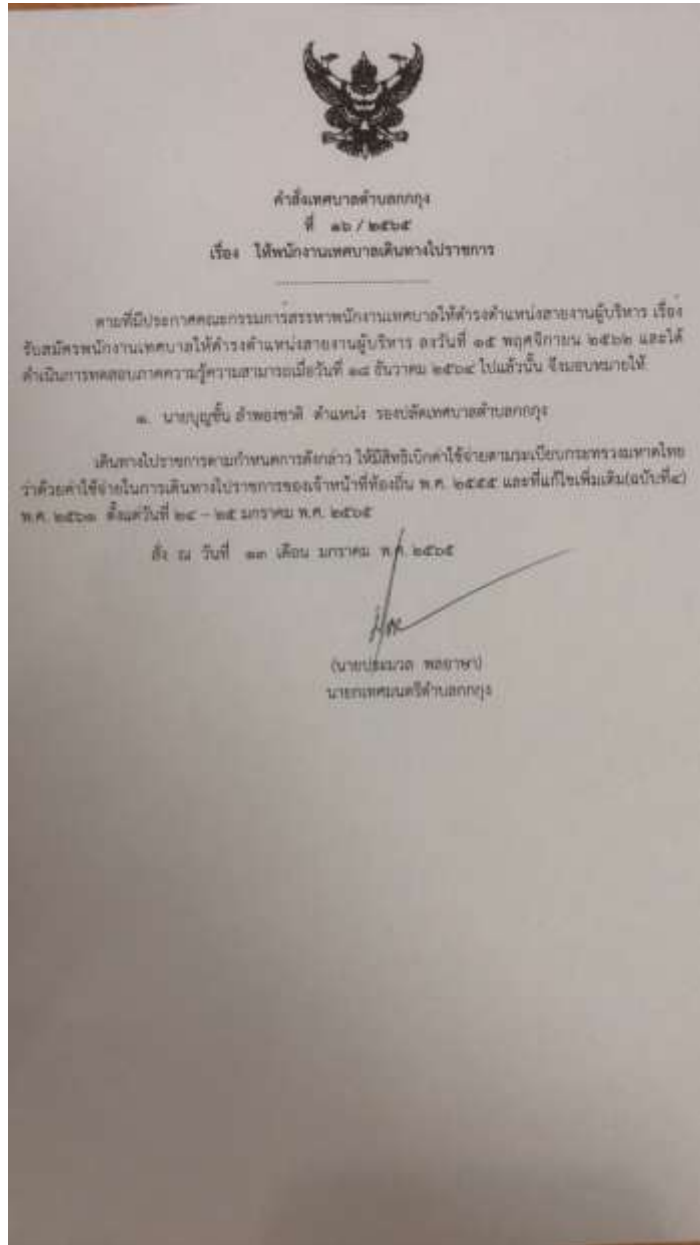 คำสั่งเทศบาลตำบลกกกุง
ที่ ๑๖ / ๒๕๖๕
เรื่อง ให้พนักงานเทศบาลเดินทางไปราชการ
ตามที่มีประกาศคณะกรรมการสรรหาพนักงานเทศบาลให้ดำรงตำแหน่งสายงานผู้บริหาร เรื่อง
รับสมัครพนักงานเทศบาลให้ดำรงตำแหน่งสายงานผู้บริหาร ลงวันที่ ๑๕ พฤศจิกายน ๒๕๖๒ และได้
ดำเนินการทดสอบภาคความรู้ความสามารถเมื่อวันที่ ๑๘ ธันวาคม ๒๕๖๔ ไปแล้วนั้น จึงมอบหมายให้
๑. นายบุญชั้น ลำพองชาติ ตำแหน่ง รองปลัดเทศบาลตำบลกกกุง
เดินทางไปราชการตามกำหนดการดังกล่าว ให้มีสิทธิเบิกค่าใช้จ่ายตามระเบียบกระทรวงมหาดไทย
ว่าด้วยค่าใช้จ่ายในการเดินทางไปราชการของเจ้าหน้าที่ท้องถิ่น พ.ศ. ๒๕๕๕ และที่แก้ไขเพิ่มเติม(ฉบับที่๔)
พ.ศ. ๒๕๖๑ ตั้งแต่วันที่ ๒๔ – ๒๕ มกราคม พ.ศ. ๒๕๖๕
สั่ง ณ วันที่ ๑๓ เดือน มกราคม พ.ศ. ๒๕๖๕
(นายประมวล พลยาษา)
นายกเทศมนตรีตำบลกกกุง